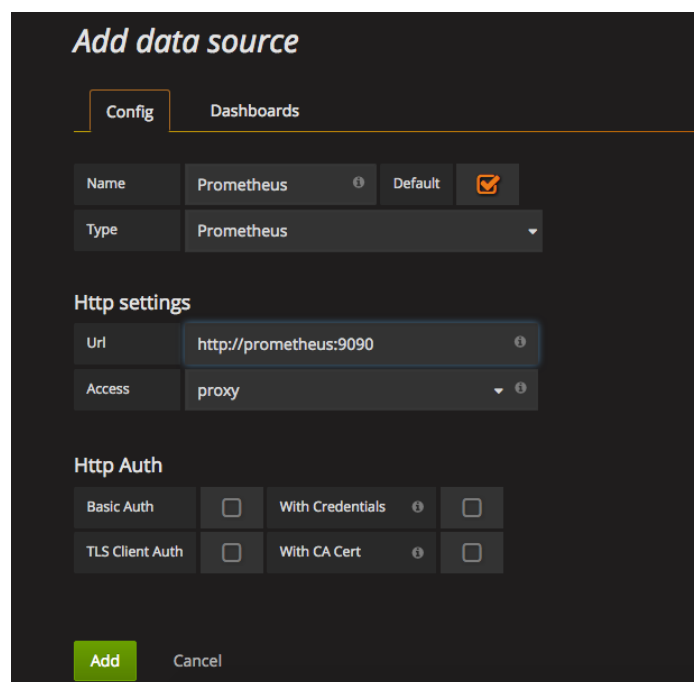 Add data source
Config Dashboards
Name Prometheus Default
Type Prometheus
Http settings
Url http://prometheus:9090
Access proxy
Http Auth
Basic Auth With Credentials
TLS Client Auth With CA Cert
Add Cancel